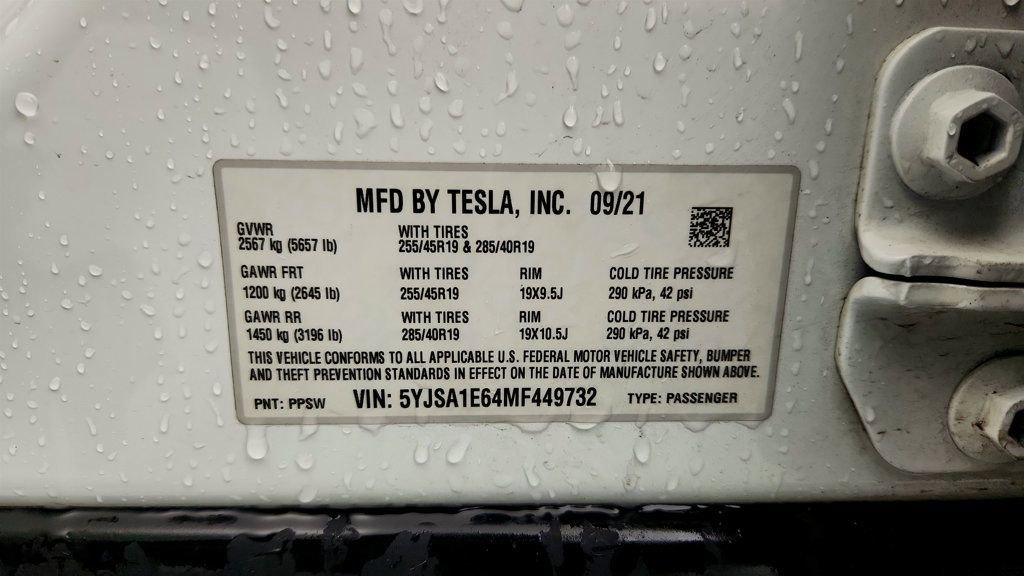 MFD BY TESLA, INC. 09/21
GVWR WITH TIRES
2567 kg (5657 lb) 255/45R19 & 285/40R19
GAWR FRT WITH TIRES RIM COLD TIRE PRESSURE
1200 kg (2645 lb) 255/45R19 19X9.5J 290 kPa, 42 psi
GAWR RR WITH TIRES RIM COLD TIRE PRESSURE
1450 kg (3196 lb) 285/40R19 19X10.5J 290 kPa, 42 psi
THIS VEHICLE CONFORMS TO ALL APPLICABLE U.S. FEDERAL MOTOR VEHICLE SAFETY, BUMPER
AND THEFT PREVENTION STANDARDS IN EFFECT ON THE DATE OF MANUFACTURE SHOWN ABOVE.
PNT: PPSW VIN: 5YJSA1E64MF449732 TYPE: PASSENGER